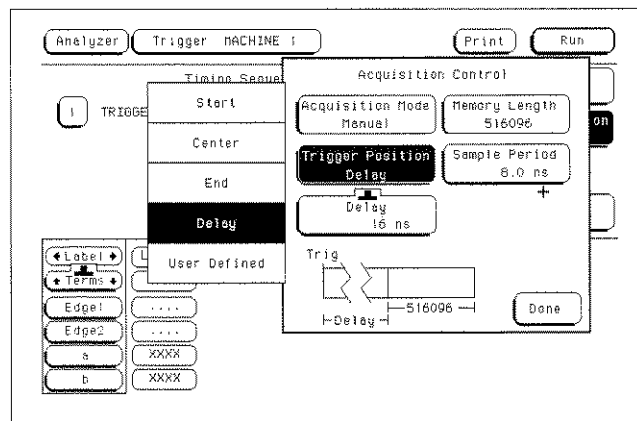 Analyzer Trigger MACHINE 1 Print Run
Timing Seque
1 TRIGGE
Start
Center
End
Delay
User Defined
Acquisition Control
Acquisition Mode
Manual
Memory Length
516096
on
Trigger Position
Delay
Sample Period
8.0 ns
Delay
16 ns
Trig
Delay
516096
Done
Label
Terms
Edge1 ....
Edge2 ....
a XXXX
b XXXX